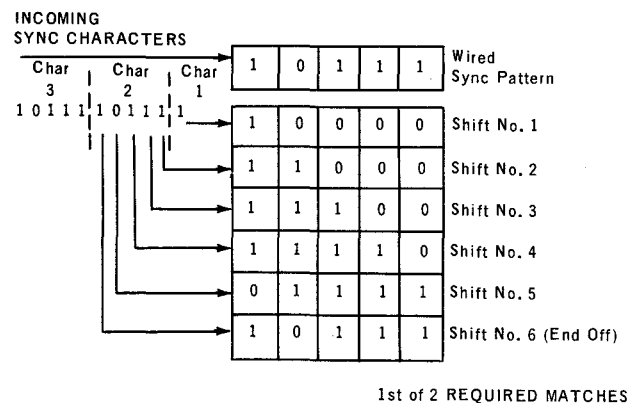 INCOMING
SYNC CHARACTERS
1 0 1 1 1 Wired
Sync Pattern
Char Char Char
3 2 1
1 0 1 1 1 1 0 1 1 1 1
1 0 0 0 0 Shift No. 1
1 1 0 0 0 Shift No. 2
1 1 1 0 0 Shift No. 3
1 1 1 1 0 Shift No. 4
0 1 1 1 1 Shift No. 5
1 0 1 1 1 Shift No. 6 (End Off)
1st of 2 REQUIRED MATCHES